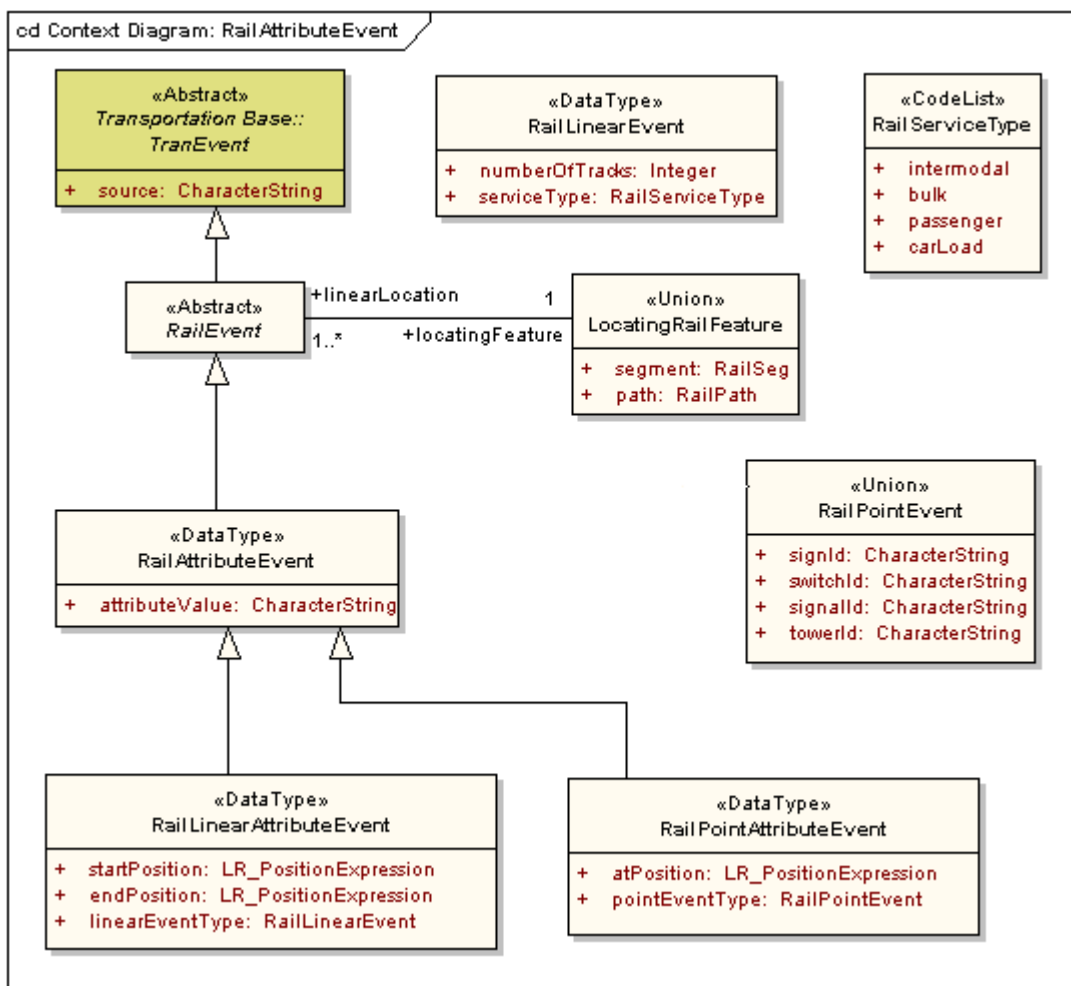 cd Context Diagram: RailAttributeEvent
«Abstract»
Transportation Base::
TranEvent
+ source: CharacterString
«DataType»
RailLinearEvent
+ numberOfTracks: Integer
+ serviceType: RailServiceType
«CodeList»
RailServiceType
+ intermodal
+ bulk
+ passenger
+ carLoad
«Abstract»
RailEvent
+linearLocation 1
1..* +locatingFeature
«Union»
LocatingRailFeature
+ segment: RailSeg
+ path: RailPath
«Union»
RailPointEvent
+ signId: CharacterString
+ switchId: CharacterString
+ signalId: CharacterString
+ towerId: CharacterString
«DataType»
RailAttributeEvent
+ attributeValue: CharacterString
«DataType»
RailLinearAttributeEvent
+ startPosition: LR_PositionExpression
+ endPosition: LR_PositionExpression
+ linearEventType: RailLinearEvent
«DataType»
RailPointAttributeEvent
+ atPosition: LR_PositionExpression
+ pointEventType: RailPointEvent